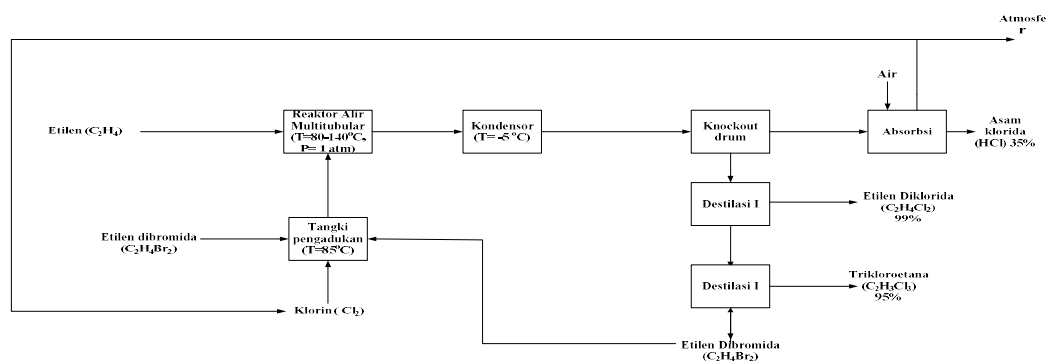 Atmosfe
r
Air
Etilen (C₂H₄)
Reaktor Alir
Multitubular
(T=80-140°C,
P= 1 atm)
Kondensor
(T= -5 °C)
Knockout
drum
Absorbsi
Asam
klorida
(HCl) 35%
Destilasi I
Etilen Diklorida
(C₂H₄Cl₂)
99%
Etilen dibromida
(C₂H₄Br₂)
Tangki
pengadukan
(T=85°C)
Destilasi I
Trikloroetana
(C₂H₃Cl₃)
95%
Klorin ( Cl₂)
Etilen Dibromida
(C₂H₄Br₂)